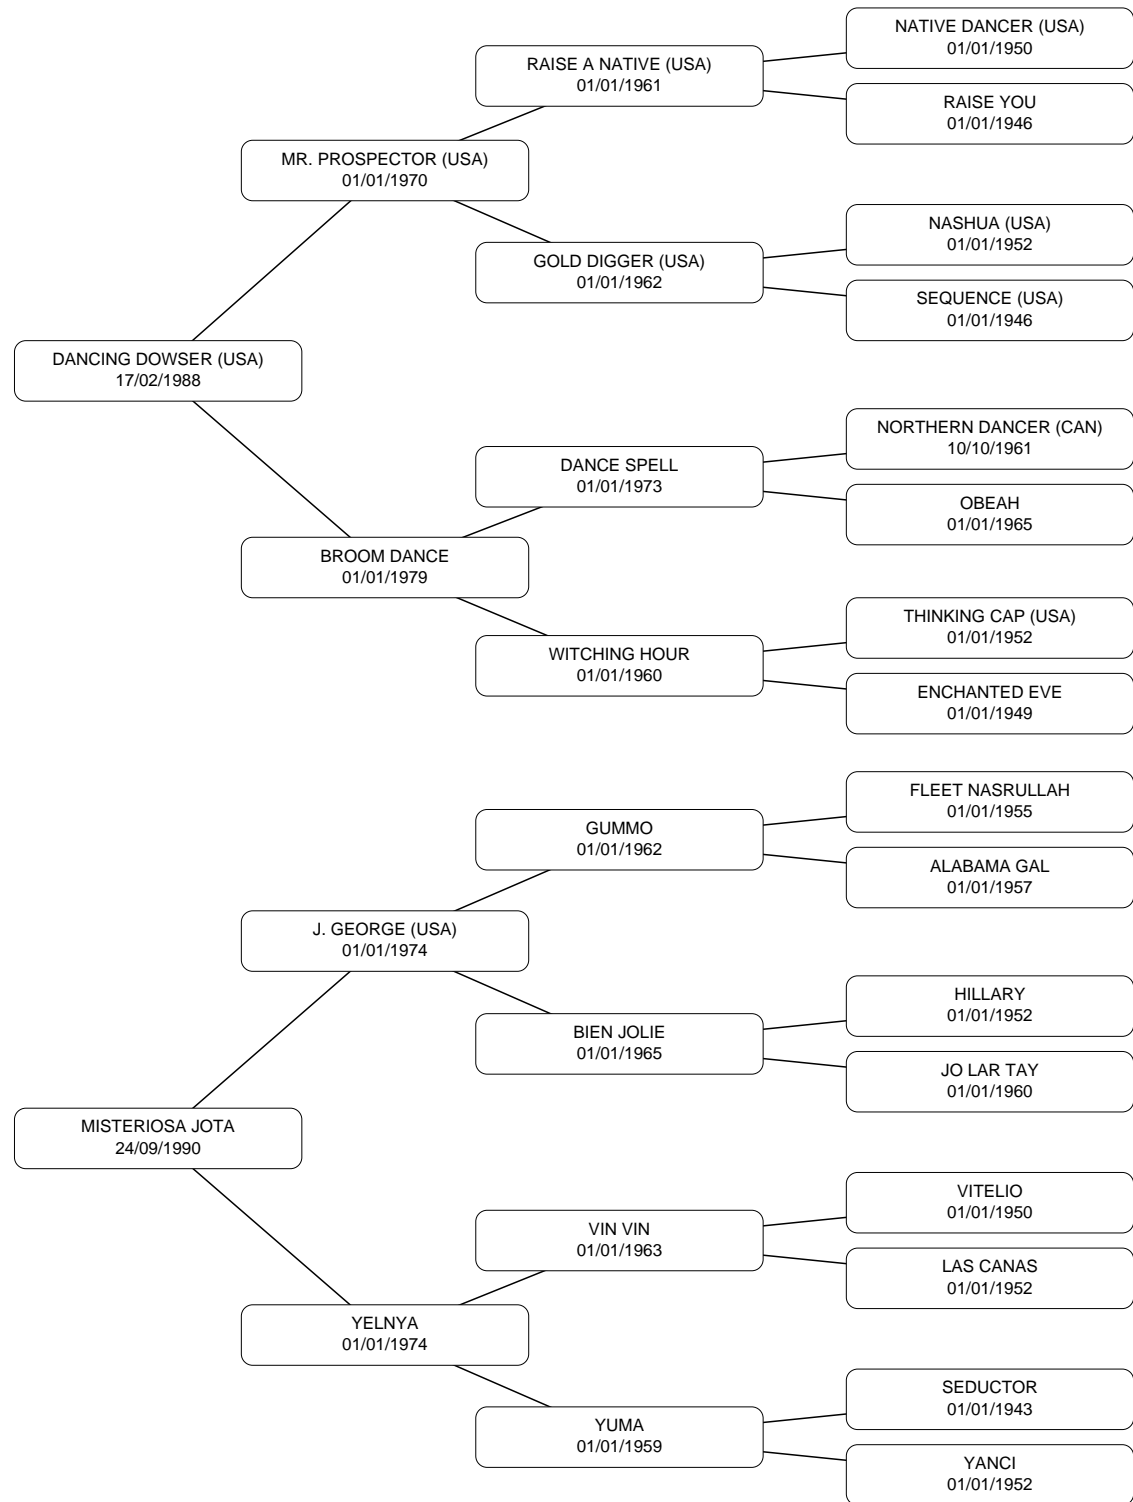 NATIVE DANCER (USA)
01/01/1950
RAISE A NATIVE (USA)
01/01/1961
RAISE YOU
01/01/1946
MR. PROSPECTOR (USA)
01/01/1970
NASHUA (USA)
01/01/1952
GOLD DIGGER (USA)
01/01/1962
SEQUENCE (USA)
01/01/1946
DANCING DOWSER (USA)
17/02/1988
NORTHERN DANCER (CAN)
10/10/1961
DANCE SPELL
01/01/1973
OBEAH
01/01/1965
BROOM DANCE
01/01/1979
THINKING CAP (USA)
01/01/1952
WITCHING HOUR
01/01/1960
ENCHANTED EVE
01/01/1949
FLEET NASRULLAH
01/01/1955
GUMMO
01/01/1962
ALABAMA GAL
01/01/1957
J. GEORGE (USA)
01/01/1974
HILLARY
01/01/1952
BIEN JOLIE
01/01/1965
JO LAR TAY
01/01/1960
MISTERIOSA JOTA
24/09/1990
VITELIO
01/01/1950
VIN VIN
01/01/1963
LAS CANAS
01/01/1952
YELNYA
01/01/1974
SEDUCTOR
01/01/1943
YUMA
01/01/1959
YANCI
01/01/1952